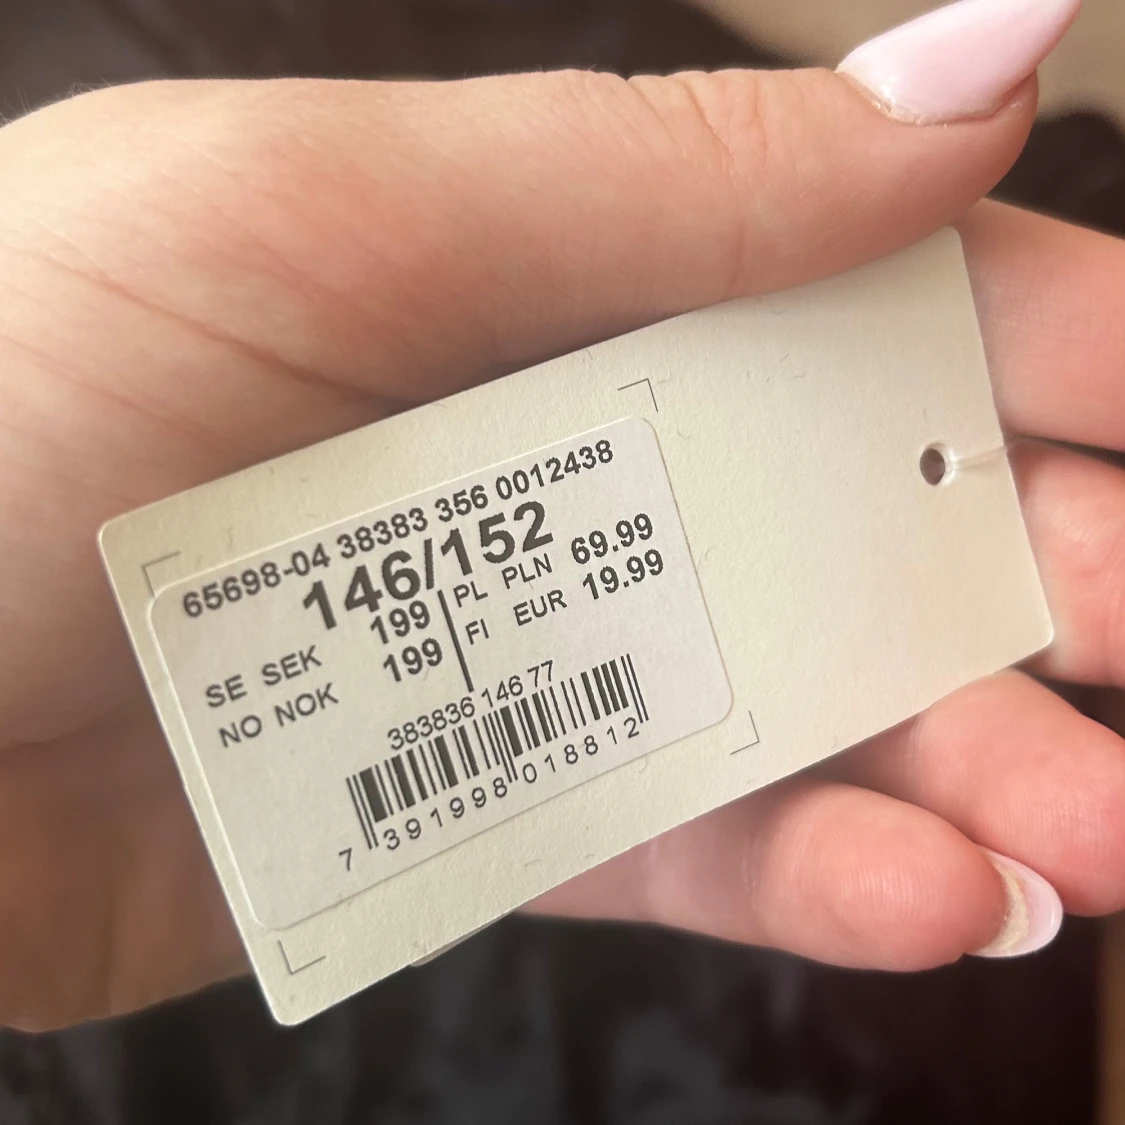 65698-04 38383 356 0012438
146/152
SE SEK 199 PL PLN 69.99
NO NOK 199 FI EUR 19.99
383836 146 77
7 391998 018812